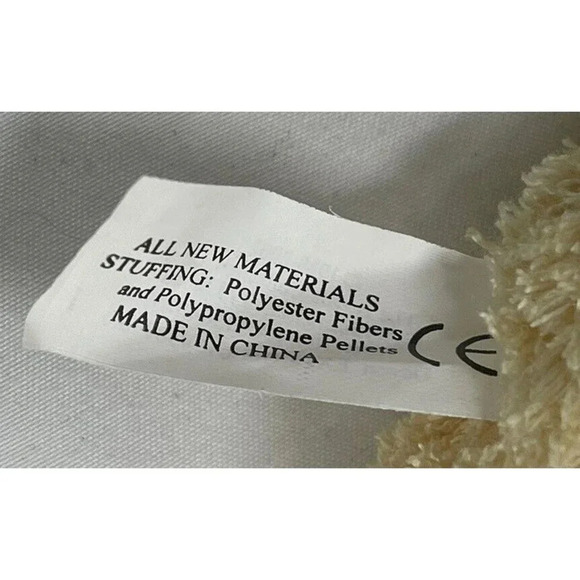 ALL NEW MATERIALS
STUFFING: Polyester Fibers
and Polypropylene Pellets
MADE IN CHINA
CE